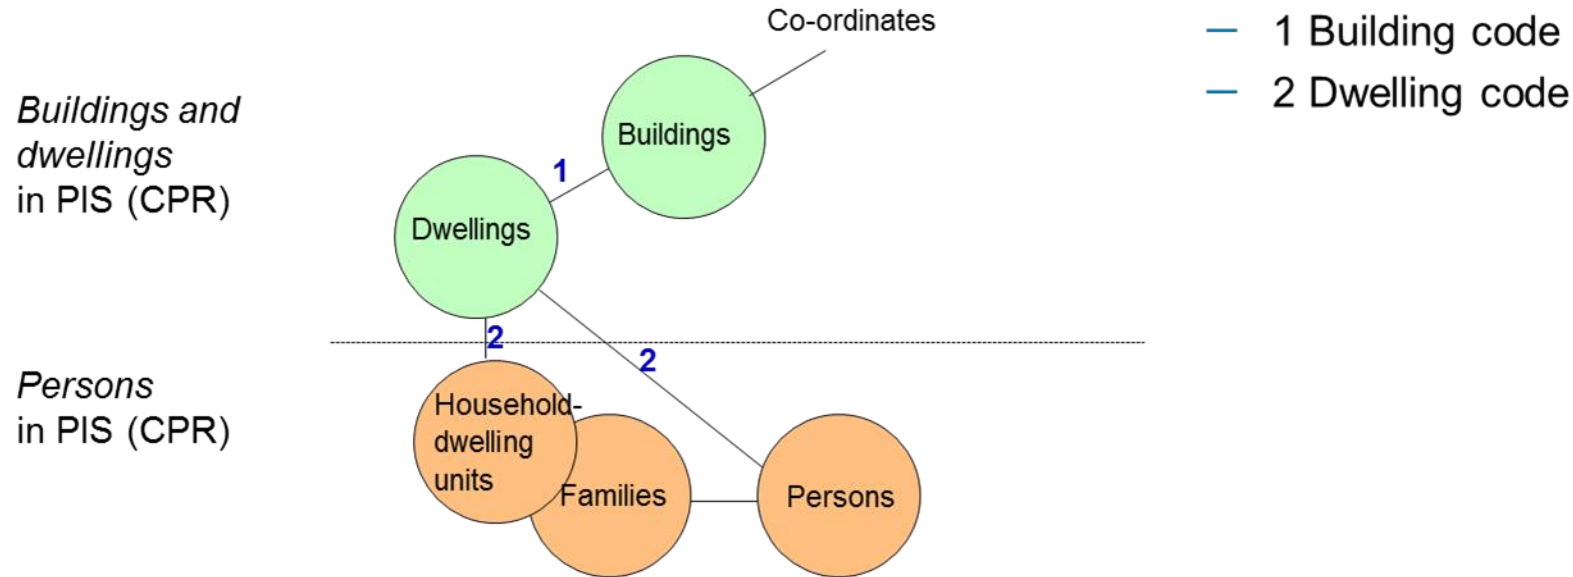 Co-ordinates
— 1 Building code
— 2 Dwelling code
Buildings and
dwellings
in PIS (CPR)
Buildings
1
Dwellings
2
2
Persons
in PIS (CPR)
Household-
dwelling
units
Families
Persons